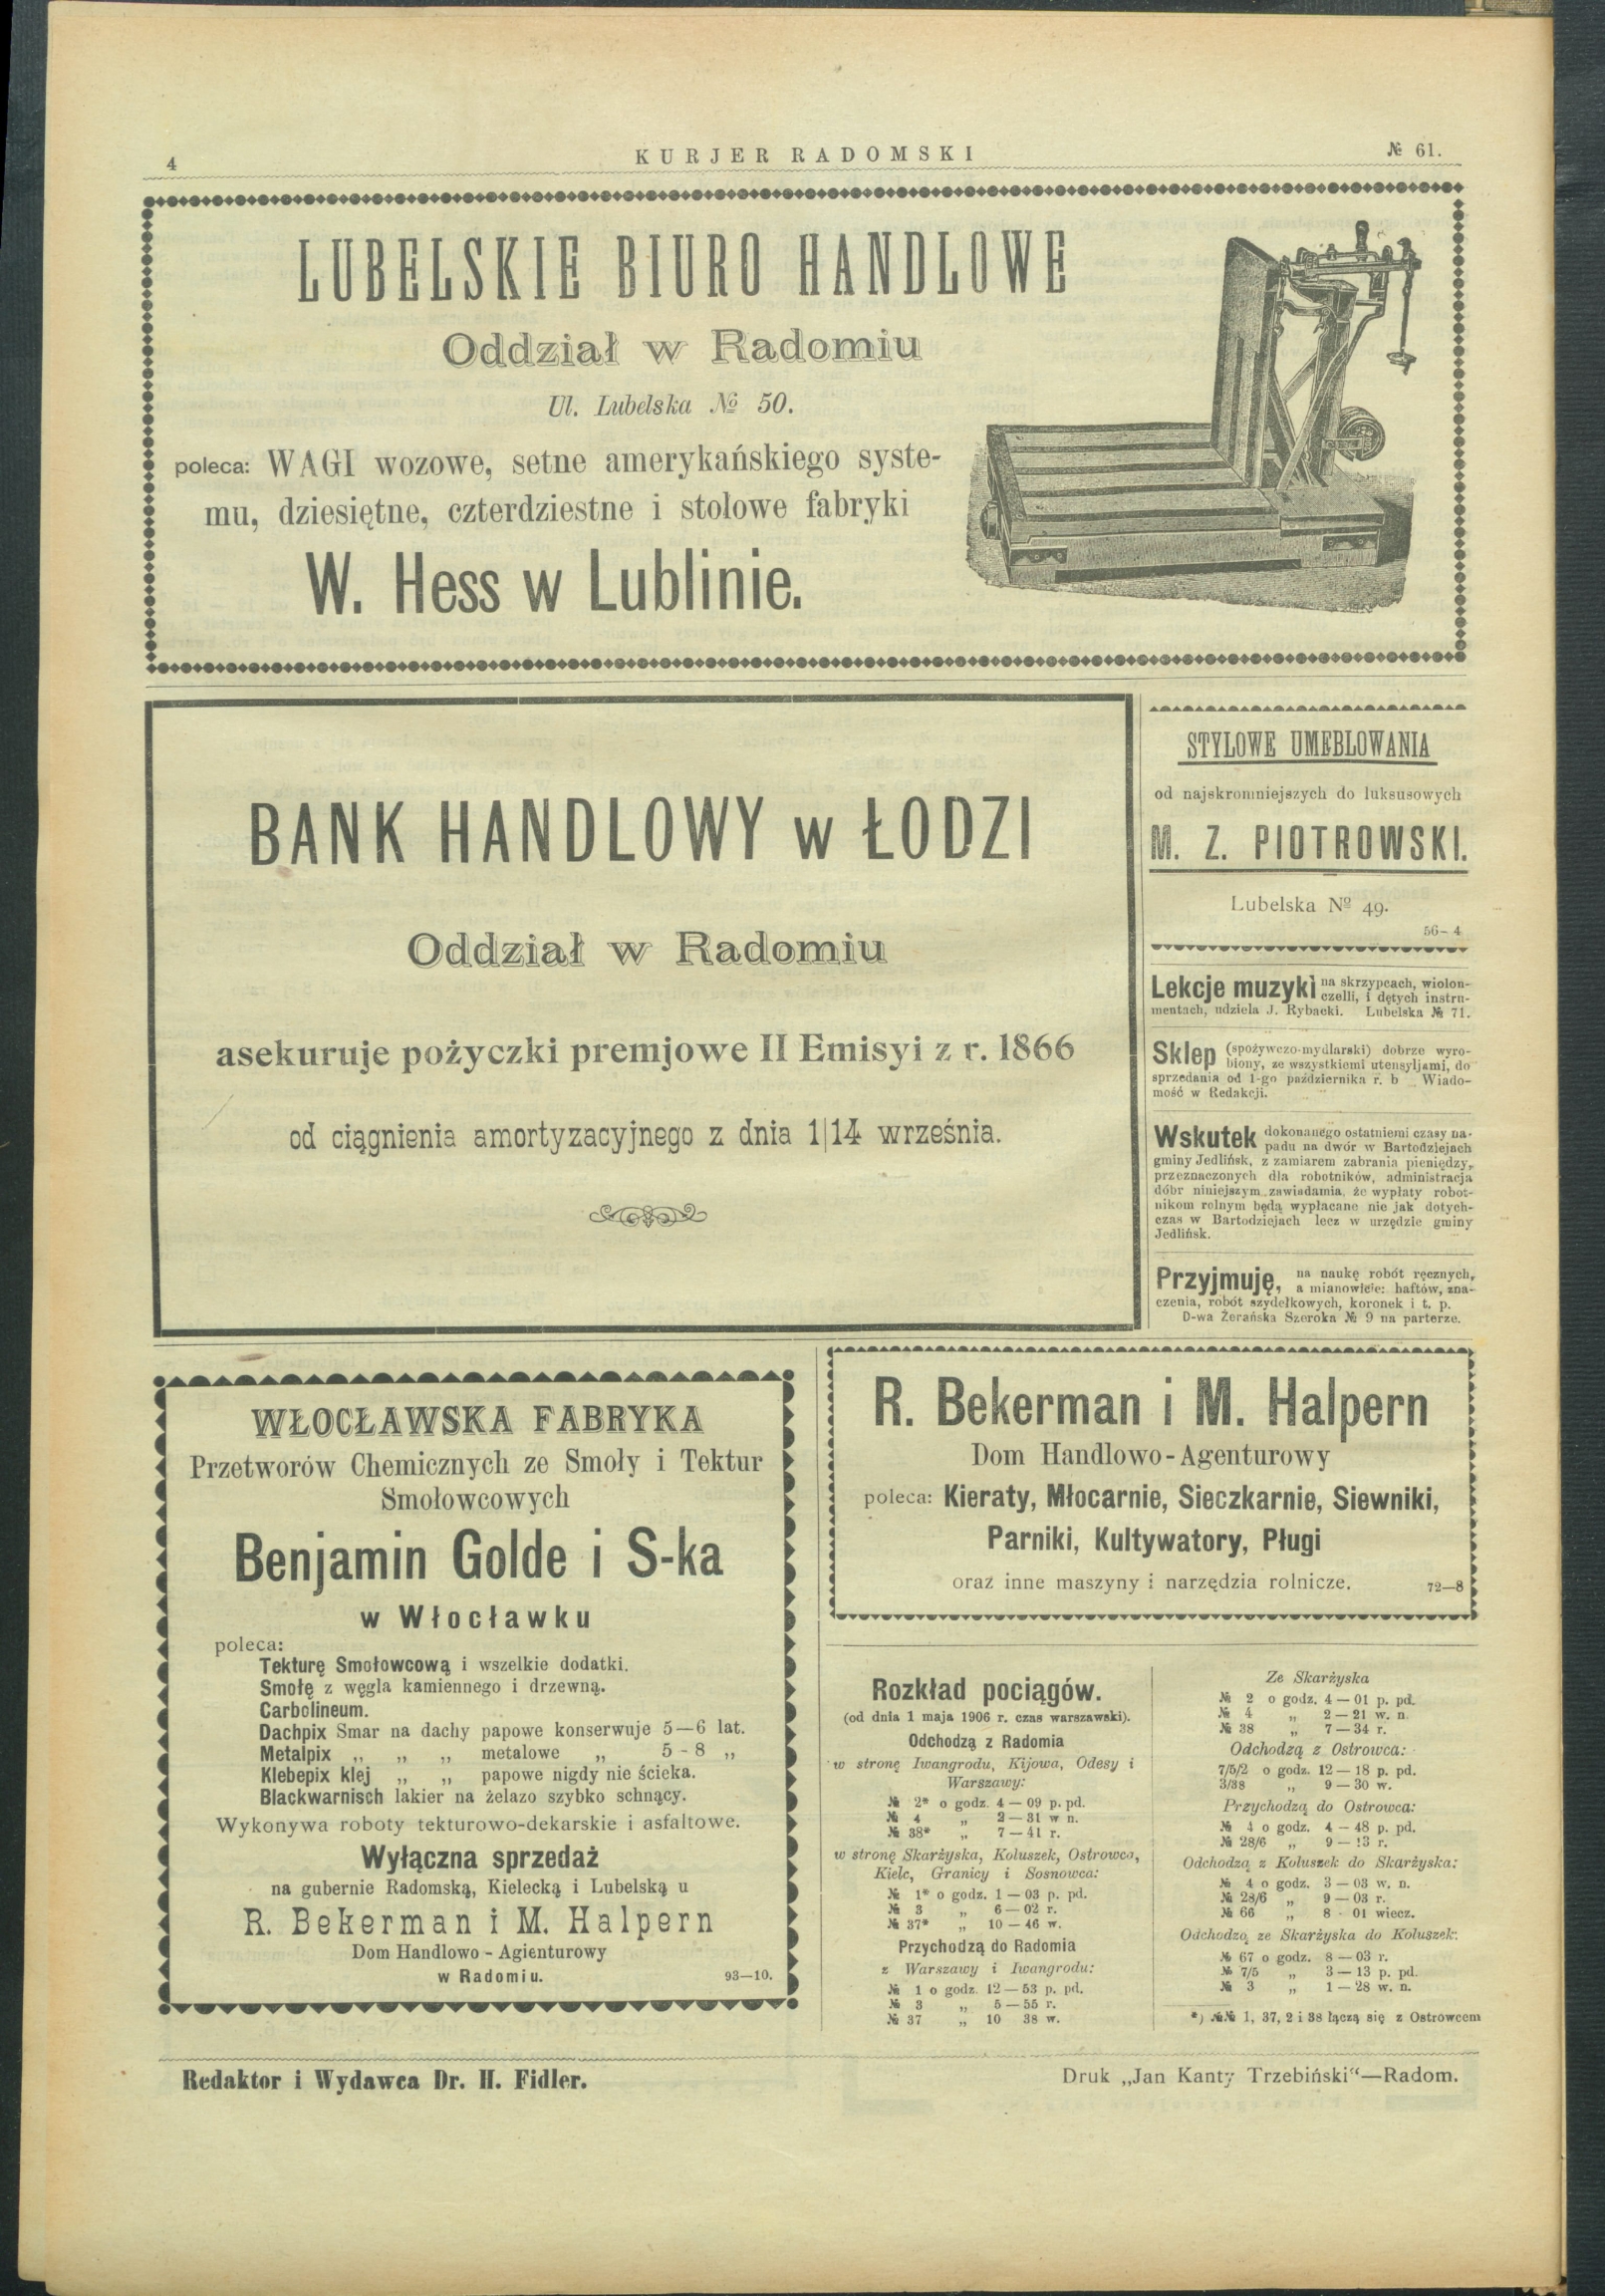 4
KURJER RADOMSKI
№ 61.
LUBELSKIE BIURO HANDLOWE
Oddział w Radomiu
Ul. Lubelska № 50.
poleca: WAGI wozowe, setne amerykańskiego syste-
mu, dziesiętne, czterdziestne i stołowe fabryki
W. Hess w Lublinie.
BANK HANDLOWY w ŁODZI
Oddział w Radomiu
asekuruje pożyczki premjowe II Emisyi z r. 1866
od ciągnienia amortyzacyjnego z dnia 1|14 września.
STYLOWE UMEBLOWANIA
od najskromniejszych do luksusowych
M. Z. PIOTROWSKI.
Lubelska № 49.
56–4
Lekcje muzyki na skrzypcach, wiolon-
czelli, i dętych instru-
mentach, udziela J. Rybacki. Lubelska № 71.
Sklep (spożywczo-mydlarski) dobrze wyro-
biony, ze wszystkiemi utensyljami, do
sprzedania od 1-go października r. b Wiado-
mość w Redakcji.
Wskutek dokonanego ostatniemi czasy na-
padu na dwór w Bartodziejach
gminy Jedlińsk, z zamiarem zabrania pieniędzy,
przeznaczonych dla robotników, administracja
dóbr niniejszym zawiadamia, że wypłaty robot-
nikom rolnym będą wypłacane nie jak dotych-
czas w Bartodziejach lecz w urzędzie gminy
Jedlińsk.
Przyjmuję, na naukę robót ręcznych,
a mianowicie: haftów, zna-
czenia, robót szydełkowych, koronek i t. p.
D-wa Żerańska Szeroka № 9 na parterze.
WŁOCŁAWSKA FABRYKA
Przetworów Chemicznych ze Smoły i Tektur
Smołowcowych
Benjamin Golde i S-ka
w Włocławku
poleca:
Tekturę Smołowcową i wszelkie dodatki.
Smołę z węgla kamiennego i drzewną.
Carbolineum.
Dachpix Smar na dachy papowe konserwuje 5—6 lat.
Metalpix „ „ „ metalowe „ 5-8 „
Klebepix klej „ „ papowe nigdy nie ścieka.
Blackwarnisch lakier na żelazo szybko schnący.
Wykonywa roboty tekturowo-dekarskie i asfaltowe.
Wyłączna sprzedaż
na gubernie Radomską, Kielecką i Lubelską u
R. Bekerman i M. Halpern
Dom Handlowo - Agienturowy
w Radomiu.
93—10.
R. Bekerman i M. Halpern
Dom Handlowo-Agenturowy
poleca: Kieraty, Młocarnie, Sieczkarnie, Siewniki,
Parniki, Kultywatory, Pługi
oraz inne maszyny i narzędzia rolnicze.
72—8
Rozkład pociągów.
(od dnia 1 maja 1906 r. czas warszawski).
Odchodzą z Radomia
w stronę Iwangrodu, Kijowa, Odesy i
Warszawy:
№ 2* o godz. 4 — 09 p. pd.
№ 4 „ 2 — 31 w n.
№ 38* „ 7 — 41 r.
w stronę Skarżyska, Koluszek, Ostrowca,
Kielc, Granicy i Sosnowca:
№ 1* o godz. 1 — 03 p. pd.
№ 3 „ 6 — 02 r.
№ 37* „ 10 — 46 w.
Przychodzą do Radomia
z Warszawy i Iwangrodu:
№ 1 o godz. 12 — 53 p. pd.
№ 3 „ 5 — 55 r.
№ 37 „ 10 38 w.
Ze Skarżyska
№ 2 o godz. 4 — 01 p. pd.
№ 4 „ 2 — 21 w. n.
№ 38 „ 7 — 34 r.
Odchodzą z Ostrowca:
7/5/2 o godz. 12 — 18 p. pd.
3/38 „ 9 — 30 w.
Przychodzą do Ostrowca:
№ 4 o godz. 4 — 48 p. pd.
№ 28/6 „ 9 — 13 r.
Odchodzą z Koluszek do Skarżyska:
№ 4 o godz. 3 — 03 w. n.
№ 28/6 „ 9 — 03 r.
№ 66 „ 8 - 01 wiecz.
Odchodzą ze Skarżyska do Koluszek:
№ 67 o godz. 8 — 03 r.
№ 7/5 „ 3 — 13 p. pd.
№ 3 „ 1 — 28 w. n.
*) №№ 1, 37, 2 i 38 łączą się z Ostrowcem
Redaktor i Wydawca Dr. H. Fidler.
Druk „Jan Kanty Trzebiński“—Radom.